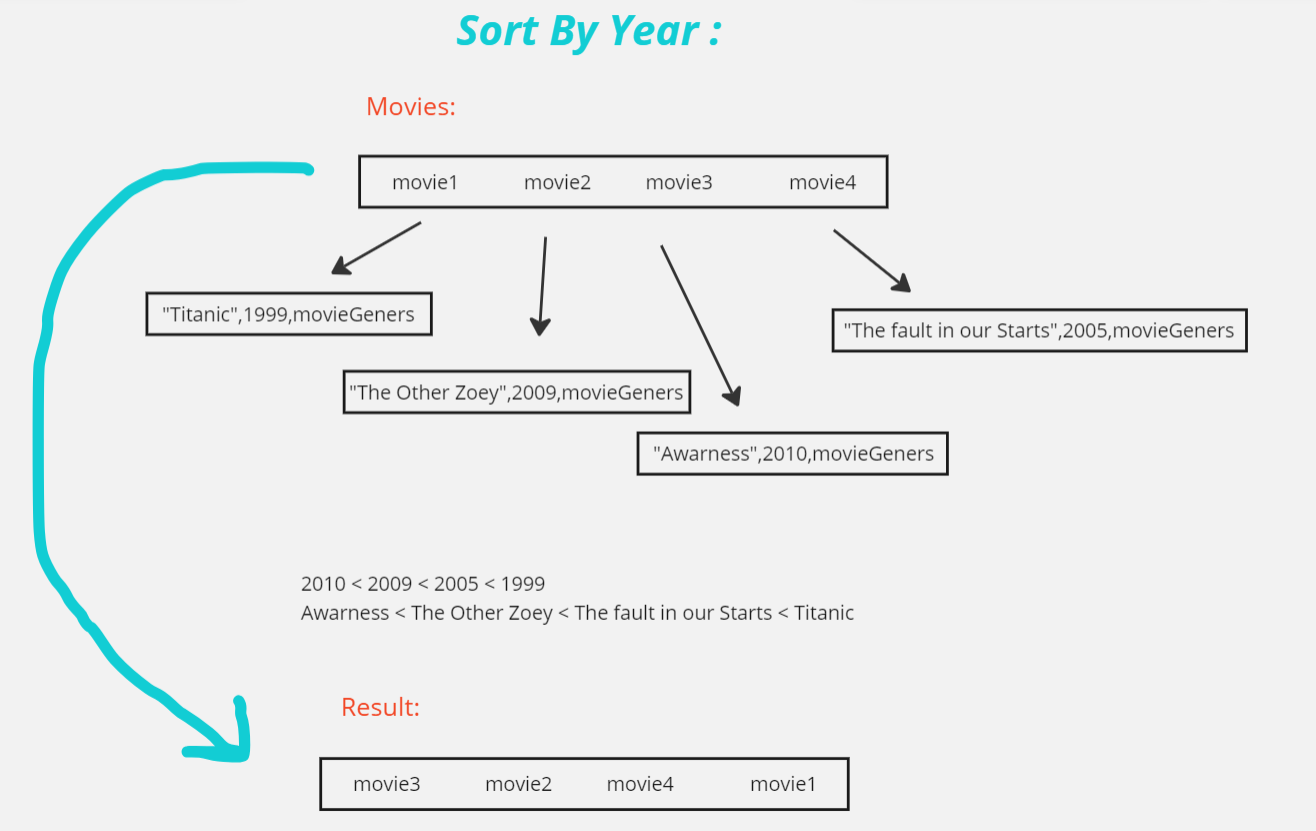 Sort By Year :
Movies:
movie1 movie2 movie3 movie4
"Titanic",1999,movieGeners
"The fault in our Starts",2005,movieGeners
"The Other Zoey",2009,movieGeners
"Awarness",2010,movieGeners
2010 < 2009 < 2005 < 1999
Awarness < The Other Zoey < The fault in our Starts < Titanic
Result:
movie3 movie2 movie4 movie1